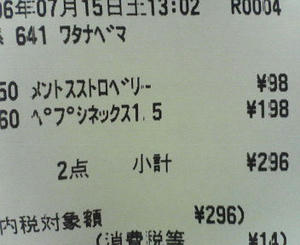 06年07月15日土13:02 R0004
641 ワタナベマ
50 メントスストロベリー ¥98
60 ペプシネックス1.5 ¥198
2点 小計 ¥296
内税対象額 ¥296)
(消費税等 ¥14)